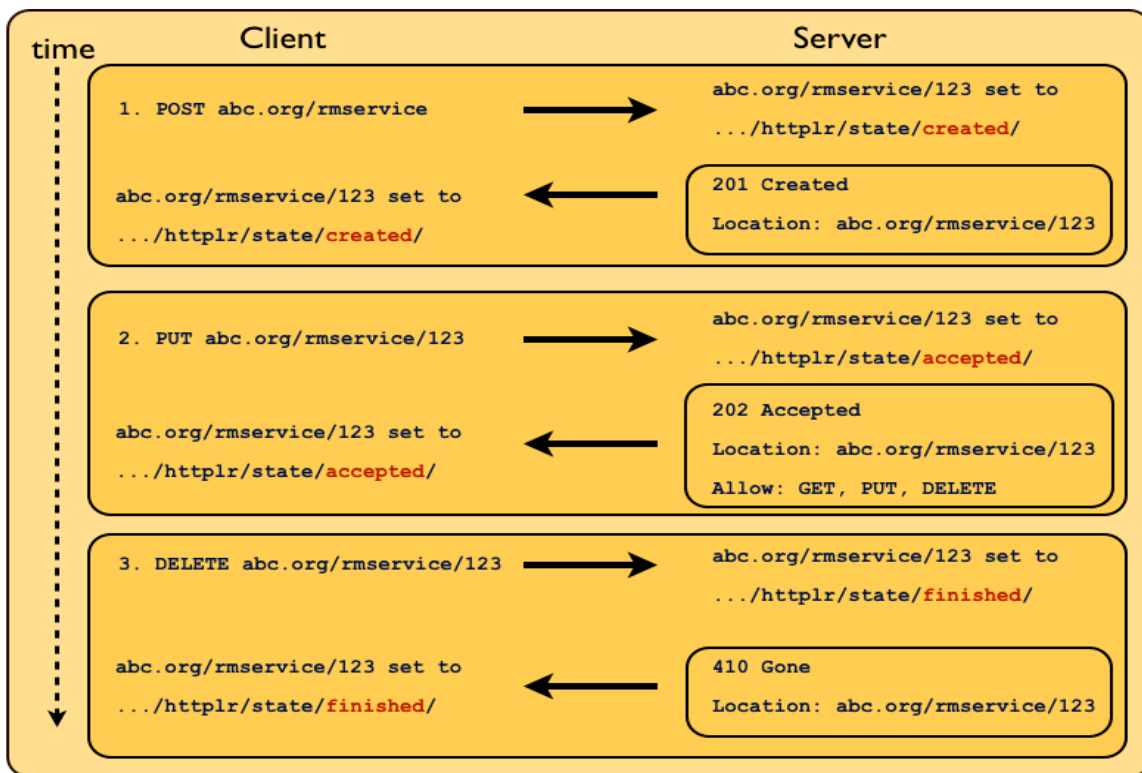 time
Client
Server
1. POST abc.org/rmservice
abc.org/rmservice/123 set to
.../httplr/state/created/
201 Created
Location: abc.org/rmservice/123
abc.org/rmservice/123 set to
.../httplr/state/created/
2. PUT abc.org/rmservice/123
abc.org/rmservice/123 set to
.../httplr/state/accepted/
202 Accepted
Location: abc.org/rmservice/123
Allow: GET, PUT, DELETE
abc.org/rmservice/123 set to
.../httplr/state/accepted/
3. DELETE abc.org/rmservice/123
abc.org/rmservice/123 set to
.../httplr/state/finished/
410 Gone
Location: abc.org/rmservice/123
abc.org/rmservice/123 set to
.../httplr/state/finished/